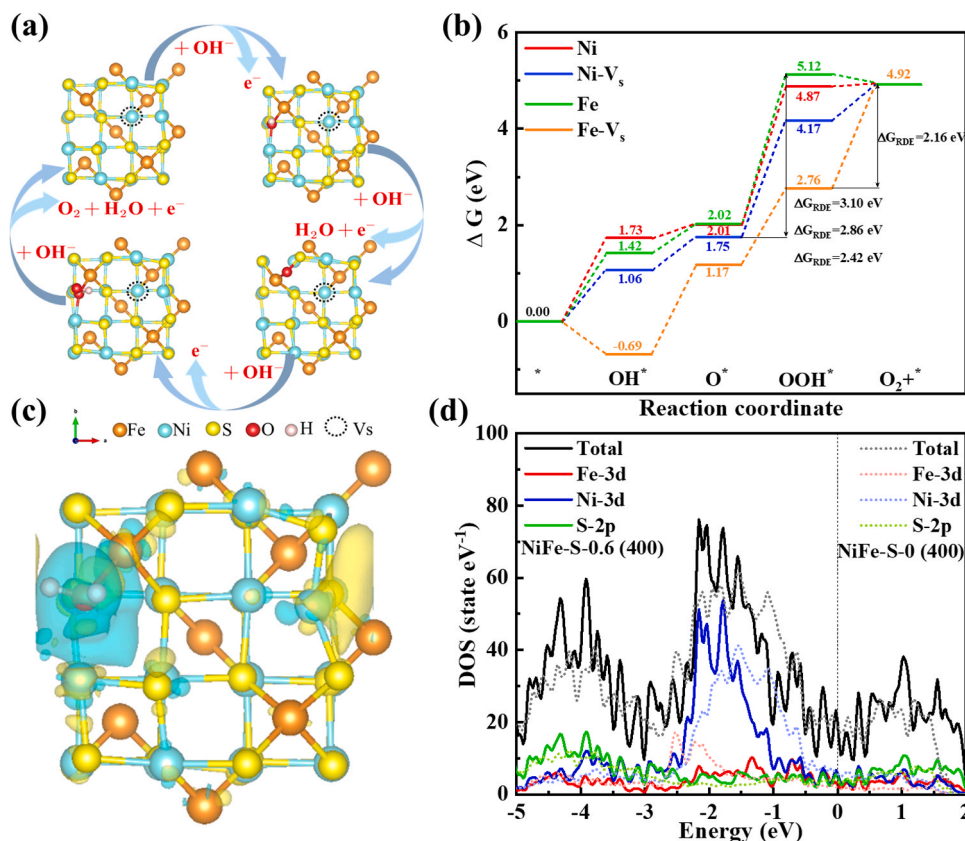 (a)
+ OH⁻
e⁻
+ OH⁻
H₂O + e⁻
+ OH⁻
e⁻
+ OH⁻
O₂ + H₂O + e⁻
(b)
Ni
Ni-Vₛ
Fe
Fe-Vₛ
6
4
2
0
Δ G (eV)
0.00
1.73
1.42
1.06
-0.69
2.02
2.01
1.75
1.17
5.12
4.87
4.17
2.76
4.92
ΔG_RDE=2.16 eV
ΔG_RDE=3.10 eV
ΔG_RDE=2.86 eV
ΔG_RDE=2.42 eV
* OH* O* OOH* O₂+*
Reaction coordinate
(c)
b
a
Fe Ni S O H Vs
(d)
100
80
60
40
20
0
DOS (state eV⁻¹)
Total
Fe-3d
Ni-3d
S-2p
NiFe-S-0.6 (400)
Total
Fe-3d
Ni-3d
S-2p
NiFe-S-0 (400)
-5 -4 -3 -2 -1 0 1 2
Energy (eV)